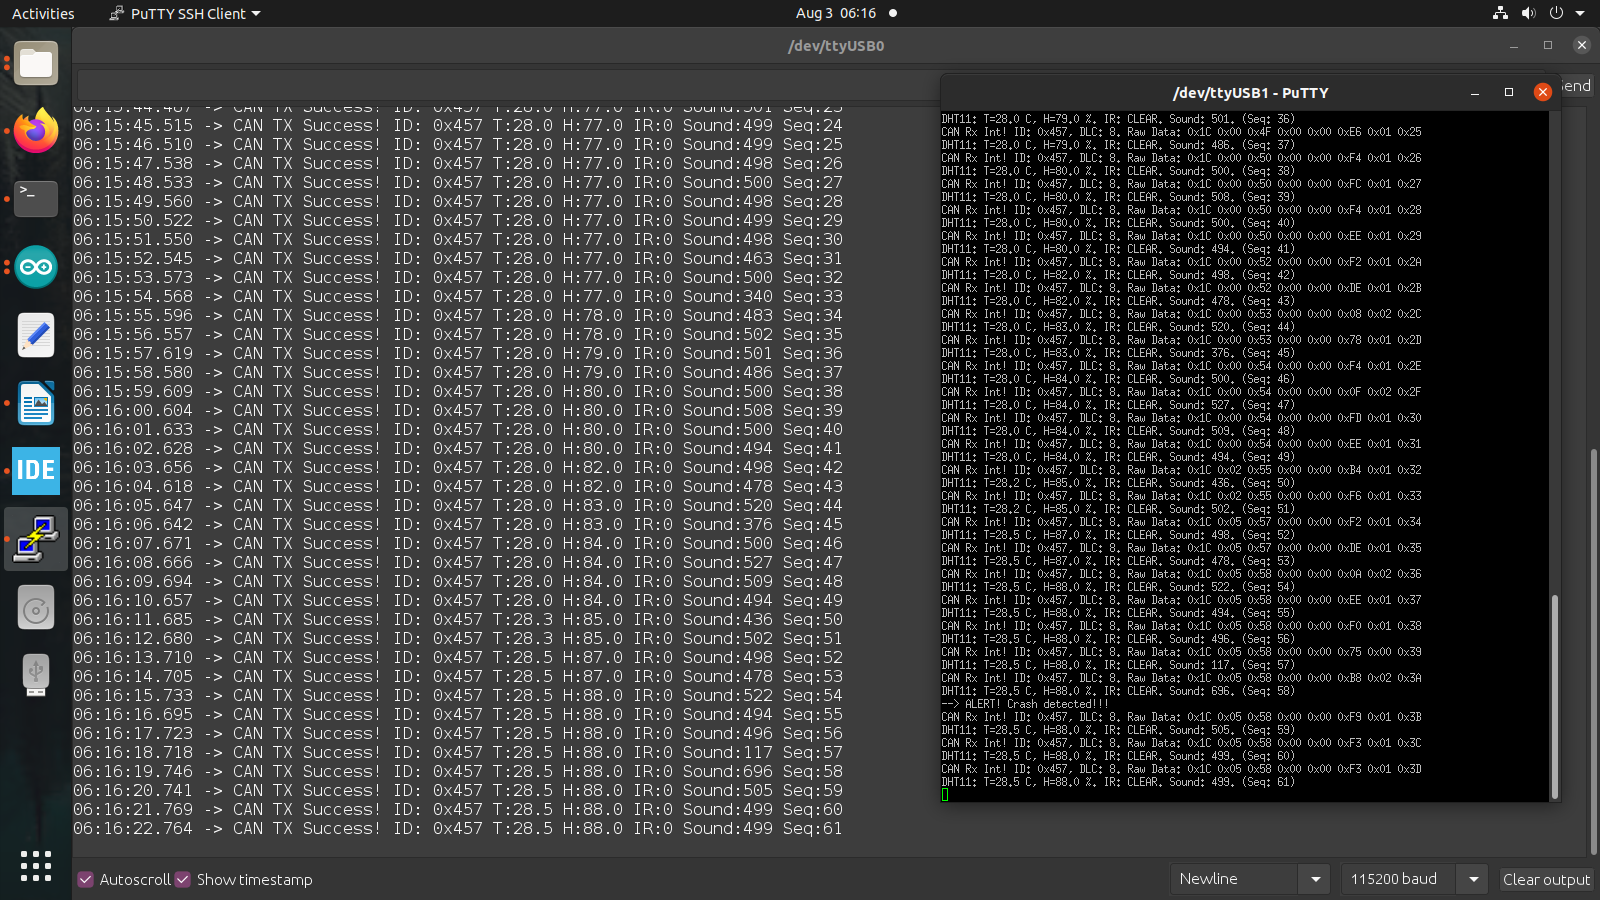 Activities
PuTTY SSH Client
Aug 3 06:16
/dev/ttyUSB0
06:15:44.487 -> CAN TX Success! ID: 0x457 T:28.0 H:77.0 IR:0 Sound:501 Seq:23
06:15:45.515 -> CAN TX Success! ID: 0x457 T:28.0 H:77.0 IR:0 Sound:499 Seq:24
06:15:46.510 -> CAN TX Success! ID: 0x457 T:28.0 H:77.0 IR:0 Sound:499 Seq:25
06:15:47.538 -> CAN TX Success! ID: 0x457 T:28.0 H:77.0 IR:0 Sound:498 Seq:26
06:15:48.533 -> CAN TX Success! ID: 0x457 T:28.0 H:77.0 IR:0 Sound:500 Seq:27
06:15:49.560 -> CAN TX Success! ID: 0x457 T:28.0 H:77.0 IR:0 Sound:498 Seq:28
06:15:50.522 -> CAN TX Success! ID: 0x457 T:28.0 H:77.0 IR:0 Sound:499 Seq:29
06:15:51.550 -> CAN TX Success! ID: 0x457 T:28.0 H:77.0 IR:0 Sound:498 Seq:30
06:15:52.545 -> CAN TX Success! ID: 0x457 T:28.0 H:77.0 IR:0 Sound:463 Seq:31
06:15:53.573 -> CAN TX Success! ID: 0x457 T:28.0 H:77.0 IR:0 Sound:500 Seq:32
06:15:54.568 -> CAN TX Success! ID: 0x457 T:28.0 H:77.0 IR:0 Sound:340 Seq:33
06:15:55.596 -> CAN TX Success! ID: 0x457 T:28.0 H:78.0 IR:0 Sound:483 Seq:34
06:15:56.557 -> CAN TX Success! ID: 0x457 T:28.0 H:78.0 IR:0 Sound:502 Seq:35
06:15:57.619 -> CAN TX Success! ID: 0x457 T:28.0 H:79.0 IR:0 Sound:501 Seq:36
06:15:58.580 -> CAN TX Success! ID: 0x457 T:28.0 H:79.0 IR:0 Sound:486 Seq:37
06:15:59.609 -> CAN TX Success! ID: 0x457 T:28.0 H:80.0 IR:0 Sound:500 Seq:38
06:16:00.604 -> CAN TX Success! ID: 0x457 T:28.0 H:80.0 IR:0 Sound:508 Seq:39
06:16:01.633 -> CAN TX Success! ID: 0x457 T:28.0 H:80.0 IR:0 Sound:500 Seq:40
06:16:02.628 -> CAN TX Success! ID: 0x457 T:28.0 H:80.0 IR:0 Sound:494 Seq:41
06:16:03.656 -> CAN TX Success! ID: 0x457 T:28.0 H:82.0 IR:0 Sound:498 Seq:42
06:16:04.618 -> CAN TX Success! ID: 0x457 T:28.0 H:82.0 IR:0 Sound:478 Seq:43
06:16:05.647 -> CAN TX Success! ID: 0x457 T:28.0 H:83.0 IR:0 Sound:520 Seq:44
06:16:06.642 -> CAN TX Success! ID: 0x457 T:28.0 H:83.0 IR:0 Sound:376 Seq:45
06:16:07.671 -> CAN TX Success! ID: 0x457 T:28.0 H:84.0 IR:0 Sound:500 Seq:46
06:16:08.666 -> CAN TX Success! ID: 0x457 T:28.0 H:84.0 IR:0 Sound:527 Seq:47
06:16:09.694 -> CAN TX Success! ID: 0x457 T:28.0 H:84.0 IR:0 Sound:509 Seq:48
06:16:10.657 -> CAN TX Success! ID: 0x457 T:28.0 H:84.0 IR:0 Sound:494 Seq:49
06:16:11.685 -> CAN TX Success! ID: 0x457 T:28.3 H:85.0 IR:0 Sound:436 Seq:50
06:16:12.680 -> CAN TX Success! ID: 0x457 T:28.3 H:85.0 IR:0 Sound:502 Seq:51
06:16:13.710 -> CAN TX Success! ID: 0x457 T:28.5 H:87.0 IR:0 Sound:498 Seq:52
06:16:14.705 -> CAN TX Success! ID: 0x457 T:28.5 H:87.0 IR:0 Sound:478 Seq:53
06:16:15.733 -> CAN TX Success! ID: 0x457 T:28.5 H:88.0 IR:0 Sound:522 Seq:54
06:16:16.695 -> CAN TX Success! ID: 0x457 T:28.5 H:88.0 IR:0 Sound:494 Seq:55
06:16:17.723 -> CAN TX Success! ID: 0x457 T:28.5 H:88.0 IR:0 Sound:496 Seq:56
06:16:18.718 -> CAN TX Success! ID: 0x457 T:28.5 H:88.0 IR:0 Sound:117 Seq:57
06:16:19.746 -> CAN TX Success! ID: 0x457 T:28.5 H:88.0 IR:0 Sound:696 Seq:58
06:16:20.741 -> CAN TX Success! ID: 0x457 T:28.5 H:88.0 IR:0 Sound:505 Seq:59
06:16:21.769 -> CAN TX Success! ID: 0x457 T:28.5 H:88.0 IR:0 Sound:499 Seq:60
06:16:22.764 -> CAN TX Success! ID: 0x457 T:28.5 H:88.0 IR:0 Sound:499 Seq:61
IDE
Autoscroll
Show timestamp
Newline
115200 baud
Clear output
/dev/ttyUSB1 - PuTTY
DHT11: T=28.0 C, H=79.0 %. IR: CLEAR. Sound: 501. (Seq: 36)
CAN Rx Int! ID: 0x457, DLC: 8. Raw Data: 0x1C 0x00 0x4F 0x00 0x00 0xE6 0x01 0x25
DHT11: T=28.0 C, H=79.0 %. IR: CLEAR. Sound: 486. (Seq: 37)
CAN Rx Int! ID: 0x457, DLC: 8. Raw Data: 0x1C 0x00 0x50 0x00 0x00 0xF4 0x01 0x26
DHT11: T=28.0 C, H=80.0 %. IR: CLEAR. Sound: 500. (Seq: 38)
CAN Rx Int! ID: 0x457, DLC: 8. Raw Data: 0x1C 0x00 0x50 0x00 0x00 0xFC 0x01 0x27
DHT11: T=28.0 C, H=80.0 %. IR: CLEAR. Sound: 508. (Seq: 39)
CAN Rx Int! ID: 0x457, DLC: 8. Raw Data: 0x1C 0x00 0x50 0x00 0x00 0xF4 0x01 0x28
DHT11: T=28.0 C, H=80.0 %. IR: CLEAR. Sound: 500. (Seq: 40)
CAN Rx Int! ID: 0x457, DLC: 8. Raw Data: 0x1C 0x00 0x50 0x00 0x00 0xEE 0x01 0x29
DHT11: T=28.0 C, H=80.0 %. IR: CLEAR. Sound: 494. (Seq: 41)
CAN Rx Int! ID: 0x457, DLC: 8. Raw Data: 0x1C 0x00 0x52 0x00 0x00 0xF2 0x01 0x2A
DHT11: T=28.0 C, H=82.0 %. IR: CLEAR. Sound: 498. (Seq: 42)
CAN Rx Int! ID: 0x457, DLC: 8. Raw Data: 0x1C 0x00 0x52 0x00 0x00 0xDE 0x01 0x2B
DHT11: T=28.0 C, H=82.0 %. IR: CLEAR. Sound: 478. (Seq: 43)
CAN Rx Int! ID: 0x457, DLC: 8. Raw Data: 0x1C 0x00 0x53 0x00 0x00 0x08 0x02 0x2C
DHT11: T=28.0 C, H=83.0 %. IR: CLEAR. Sound: 520. (Seq: 44)
CAN Rx Int! ID: 0x457, DLC: 8. Raw Data: 0x1C 0x00 0x53 0x00 0x00 0x78 0x01 0x2D
DHT11: T=28.0 C, H=83.0 %. IR: CLEAR. Sound: 376. (Seq: 45)
CAN Rx Int! ID: 0x457, DLC: 8. Raw Data: 0x1C 0x00 0x54 0x00 0x00 0xF4 0x01 0x2E
DHT11: T=28.0 C, H=84.0 %. IR: CLEAR. Sound: 500. (Seq: 46)
CAN Rx Int! ID: 0x457, DLC: 8. Raw Data: 0x1C 0x00 0x54 0x00 0x00 0x0F 0x02 0x2F
DHT11: T=28.0 C, H=84.0 %. IR: CLEAR. Sound: 527. (Seq: 47)
CAN Rx Int! ID: 0x457, DLC: 8. Raw Data: 0x1C 0x00 0x54 0x00 0x00 0xFD 0x01 0x30
DHT11: T=28.0 C, H=84.0 %. IR: CLEAR. Sound: 509. (Seq: 48)
CAN Rx Int! ID: 0x457, DLC: 8. Raw Data: 0x1C 0x00 0x54 0x00 0x00 0xEE 0x01 0x31
DHT11: T=28.0 C, H=84.0 %. IR: CLEAR. Sound: 494. (Seq: 49)
CAN Rx Int! ID: 0x457, DLC: 8. Raw Data: 0x1C 0x02 0x55 0x00 0x00 0xB4 0x01 0x32
DHT11: T=28.2 C, H=85.0 %. IR: CLEAR. Sound: 436. (Seq: 50)
CAN Rx Int! ID: 0x457, DLC: 8. Raw Data: 0x1C 0x02 0x55 0x00 0x00 0xF6 0x01 0x33
DHT11: T=28.2 C, H=85.0 %. IR: CLEAR. Sound: 502. (Seq: 51)
CAN Rx Int! ID: 0x457, DLC: 8. Raw Data: 0x1C 0x05 0x57 0x00 0x00 0xF2 0x01 0x34
DHT11: T=28.5 C, H=87.0 %. IR: CLEAR. Sound: 498. (Seq: 52)
CAN Rx Int! ID: 0x457, DLC: 8. Raw Data: 0x1C 0x05 0x57 0x00 0x00 0xDE 0x01 0x35
DHT11: T=28.5 C, H=87.0 %. IR: CLEAR. Sound: 478. (Seq: 53)
CAN Rx Int! ID: 0x457, DLC: 8. Raw Data: 0x1C 0x05 0x58 0x00 0x00 0x0A 0x02 0x36
DHT11: T=28.5 C, H=88.0 %. IR: CLEAR. Sound: 522. (Seq: 54)
CAN Rx Int! ID: 0x457, DLC: 8. Raw Data: 0x1C 0x05 0x58 0x00 0x00 0xEE 0x01 0x37
DHT11: T=28.5 C, H=88.0 %. IR: CLEAR. Sound: 494. (Seq: 55)
CAN Rx Int! ID: 0x457, DLC: 8. Raw Data: 0x1C 0x05 0x58 0x00 0x00 0xF0 0x01 0x38
DHT11: T=28.5 C, H=88.0 %. IR: CLEAR. Sound: 496. (Seq: 56)
CAN Rx Int! ID: 0x457, DLC: 8. Raw Data: 0x1C 0x05 0x58 0x00 0x00 0x75 0x00 0x39
DHT11: T=28.5 C, H=88.0 %. IR: CLEAR. Sound: 117. (Seq: 57)
CAN Rx Int! ID: 0x457, DLC: 8. Raw Data: 0x1C 0x05 0x58 0x00 0x00 0xB8 0x02 0x3A
DHT11: T=28.5 C, H=88.0 %. IR: CLEAR. Sound: 696. (Seq: 58)
--> ALERT! Crash detected!!!
CAN Rx Int! ID: 0x457, DLC: 8. Raw Data: 0x1C 0x05 0x58 0x00 0x00 0xF9 0x01 0x3B
DHT11: T=28.5 C, H=88.0 %. IR: CLEAR. Sound: 505. (Seq: 59)
CAN Rx Int! ID: 0x457, DLC: 8. Raw Data: 0x1C 0x05 0x58 0x00 0x00 0xF3 0x01 0x3C
DHT11: T=28.5 C, H=88.0 %. IR: CLEAR. Sound: 499. (Seq: 60)
CAN Rx Int! ID: 0x457, DLC: 8. Raw Data: 0x1C 0x05 0x58 0x00 0x00 0xF3 0x01 0x3D
DHT11: T=28.5 C, H=88.0 %. IR: CLEAR. Sound: 499. (Seq: 61)
end